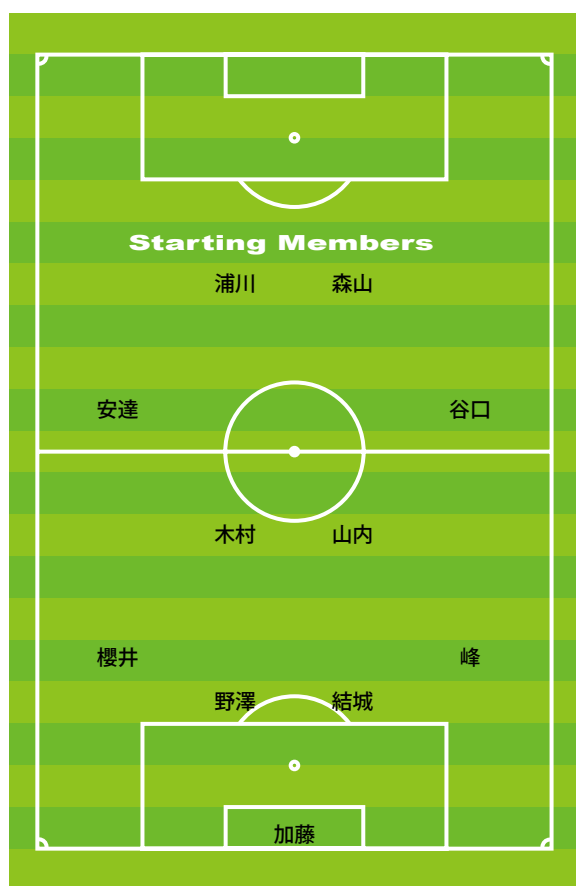 Starting Members
浦川 森山
安達 谷口
木村 山内
櫻井 峰
野澤 結城
加藤